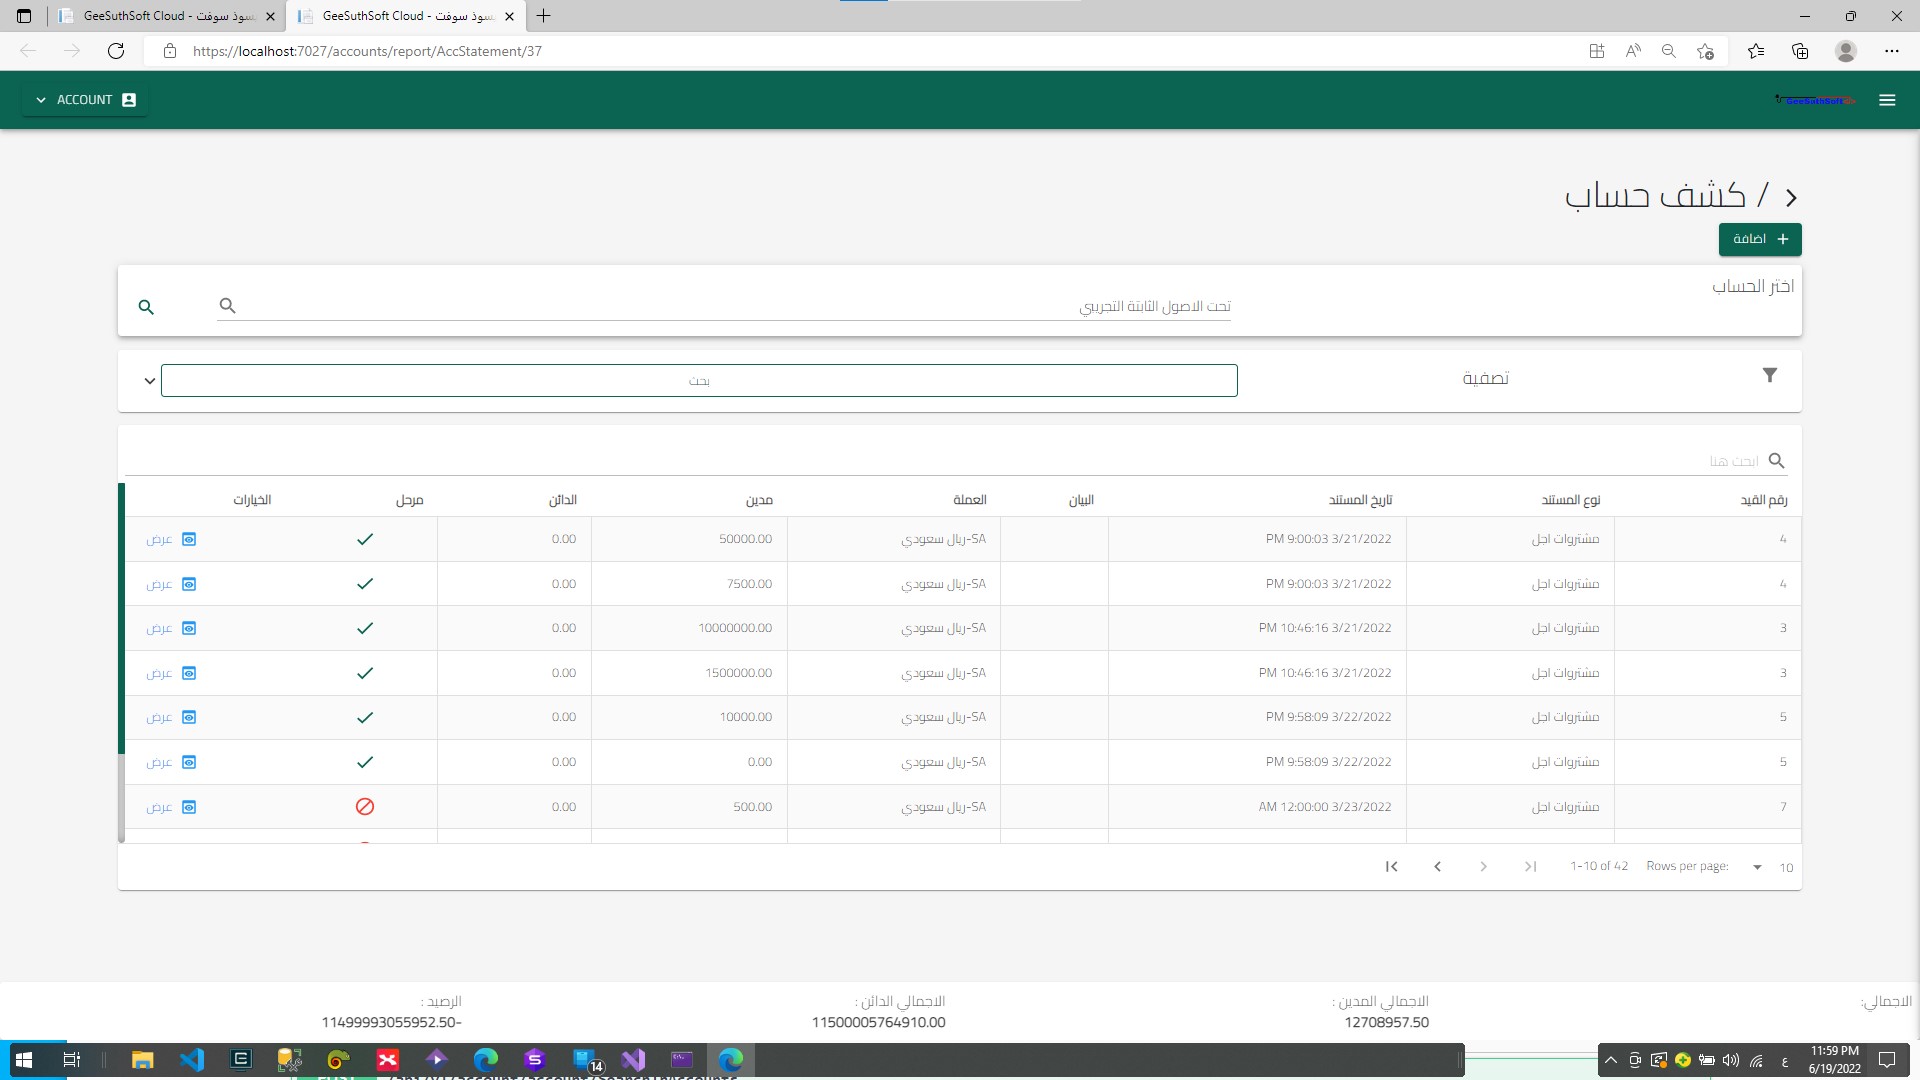 GeeSuthSoft Cloud - يسوذ سوفت
GeeSuthSoft Cloud - يسوذ سوفت
https://localhost:7027/accounts/report/AccStatement/37
ACCOUNT
GeeSuthSoft
/ كشف حساب
+ اضافة
اختر الحساب
تحت الاصول الثابتة التجريبي
تصفية
بحث
ابحث هنا
رقم القيد نوع المستند تاريخ المستند البيان العملة مدين الدائن مرحل الخيارات
4 مشتروات اجل 3/21/2022 9:00:03 PM SA-ريال سعودي 50000.00 0.00 عرض
4 مشتروات اجل 3/21/2022 9:00:03 PM SA-ريال سعودي 7500.00 0.00 عرض
3 مشتروات اجل 3/21/2022 10:46:16 PM SA-ريال سعودي 10000000.00 0.00 عرض
3 مشتروات اجل 3/21/2022 10:46:16 PM SA-ريال سعودي 1500000.00 0.00 عرض
5 مشتروات اجل 3/22/2022 9:58:09 PM SA-ريال سعودي 10000.00 0.00 عرض
5 مشتروات اجل 3/22/2022 9:58:09 PM SA-ريال سعودي 0.00 0.00 عرض
7 مشتروات اجل 3/23/2022 12:00:00 AM SA-ريال سعودي 500.00 0.00 عرض
10 Rows per page: 1-10 of 42
الاجمالي: الاجمالي المدين : الاجمالي الدائن : الرصيد :
12708957.50 11500005764910.00 -11499993055952.50
14
ع
11:59 PM
6/19/2022